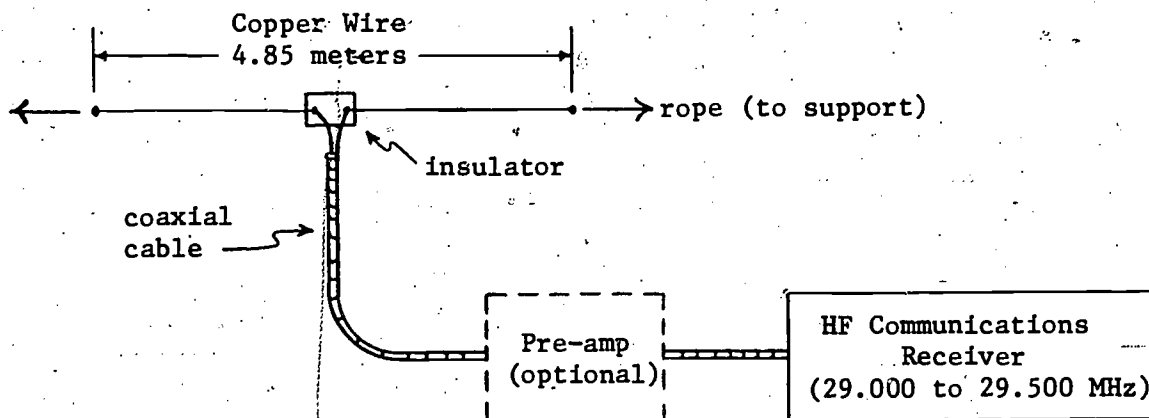 Copper Wire
4.85 meters
rope (to support)
insulator
coaxial
cable
Pre-amp
(optional)
HF Communications
Receiver
(29.000 to 29.500 MHz)